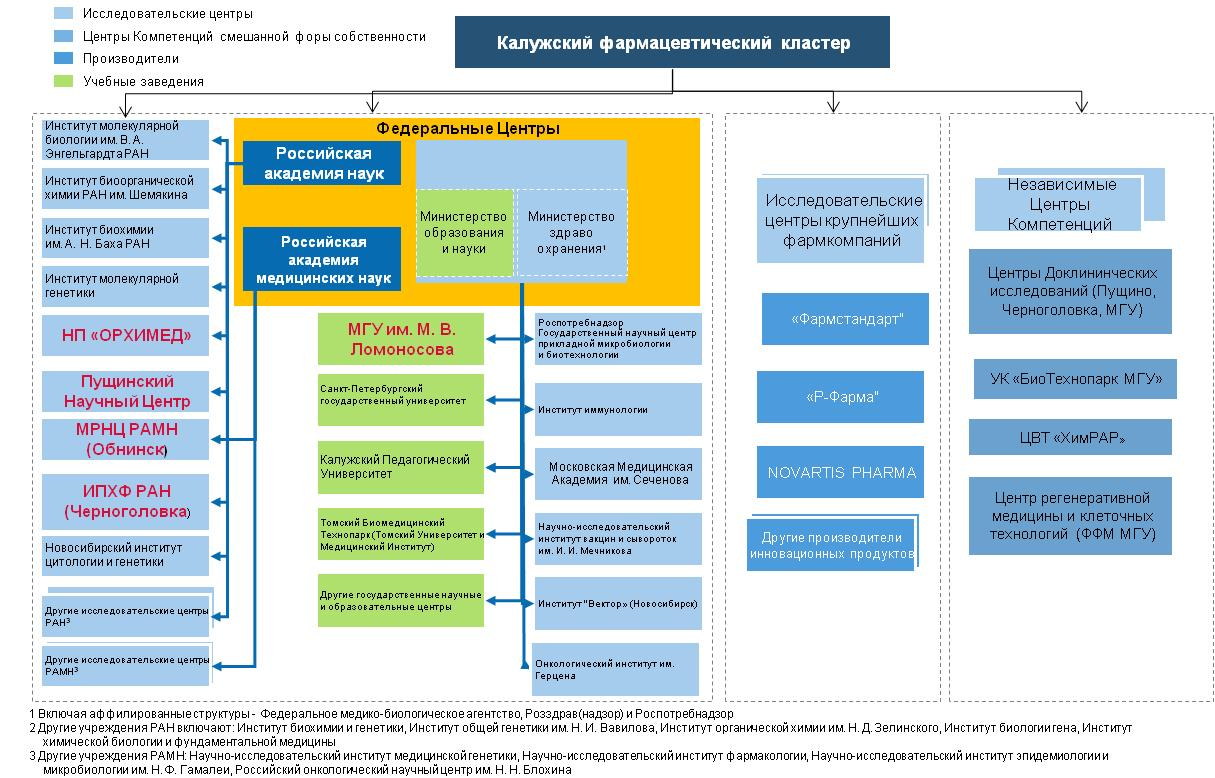 Исследовательские центры
Центры Компетенций смешанной форы собственности
Производители
Учебные заведения
Калужский фармацевтический кластер
Институт молекулярной
биологии им. В. А.
Энгельгардта РАН
Институт биоорганической
химии РАН им. Шемякина
Институт биохимии
им. А. Н. Баха РАН
Институт молекулярной
генетики
НП «ОРХИМЕД»
Пущинский
Научный Центр
МРНЦ РАМН
(Обнинск)
ИПХФ РАН
(Черноголовка)
Новосибирский институт
цитологии и генетики
Другие исследовательские центры
РАН3
Другие исследовательские центры
РАМН3
Федеральные Центры
Российская
академия наук
Российская
академия
медицинских наук
Министерство
образования
и науки
Министерство
здраво
охранения1
МГУ им. М. В.
Ломоносова
Санкт-Петербургский
государственный университет
Калужский Педагогический
Университет
Томский Биомедицинский
Технопарк (Томский Университет и
Медицинский Институт)
Другие государственные научные
и образовательные центры
Роспотребнадзор
Государственный научный центр
прикладной микробиологии
и биотехнологии
Институт иммунологии
Московская Медицинская
Академия им. Сеченова
Научно-исследовательский
институт вакцин и сывороток
им. И. И. Мечникова
Институт "Вектор" (Новосибирск)
Онкологический институт им.
Герцена
Исследовательские
центры крупнейших
фармкомпаний
«Фармстандарт"
«Р-Фарма"
NOVARTIS PHARMA
Другие производители
инновационных продуктов
Независимые
Центры
Компетенций
Центры Доклининческих
исследований (Пущино,
Черноголовка, МГУ)
УК «БиоТехнопарк МГУ»
ЦВТ «ХимРАР»
Центр регенеративной
медицины и клеточных
технологий (ФФМ МГУ)
1 Включая аффилированные структуры - Федеральное медико-биологическое агентство, Розздрав(надзор) и Роспотребнадзор
2 Другие учреждения РАН включают: Институт биохимии и генетики, Институт общей генетики им. Н. И. Вавилова, Институт органической химии им. Н. Д. Зелинского, Институт биологии гена, Институт
химической биологии и фундаментальной медицины
3 Другие учреждения РАМН: Научно-исследовательский институт медицинской генетики, Научно-исследовательский институт фармакологии, Научно-исследовательский институт эпидемиологии и
микробиологии им. Н. Ф. Гамалеи, Российский онкологический научный центр им. Н. Н. Блохина